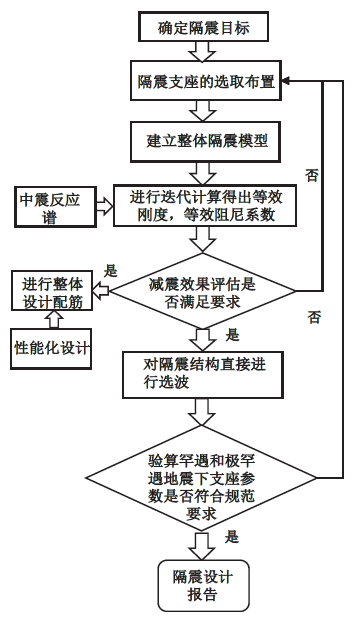 确定隔震目标
隔震支座的选取布置
建立整体隔震模型
否
中震反应
谱
进行迭代计算得出等效
刚度，等效阻尼系数
是
减震效果评估是
否满足要求
进行整体
设计配筋
否
是
性能化设计
对隔震结构直接进
行选波
验算罕遇和极罕
遇地震下支座参
数是否符合规范
要求
是
隔震设计
报告